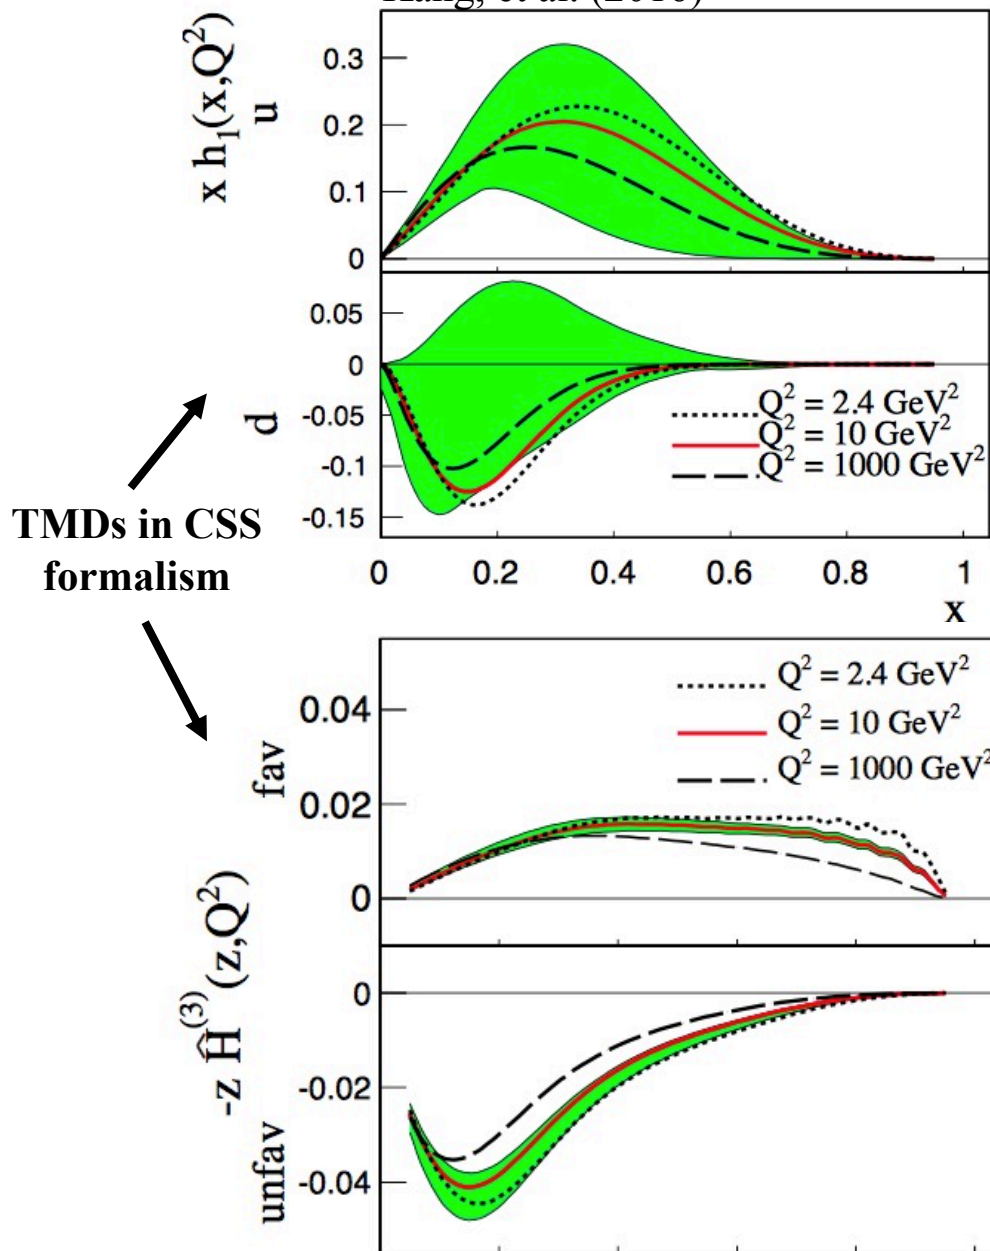 x h₁(x,Q²)
u
0.3
0.2
0.1
0
d
0.05
0
-0.05
-0.1
-0.15
Q² = 2.4 GeV²
Q² = 10 GeV²
Q² = 1000 GeV²
0 0.2 0.4 0.6 0.8 1
x
TMDs in CSS
formalism
-z Ĥ⁽³⁾ (z,Q²)
fav
0.04
0.02
0
Q² = 2.4 GeV²
Q² = 10 GeV²
Q² = 1000 GeV²
unfav
0
-0.02
-0.04